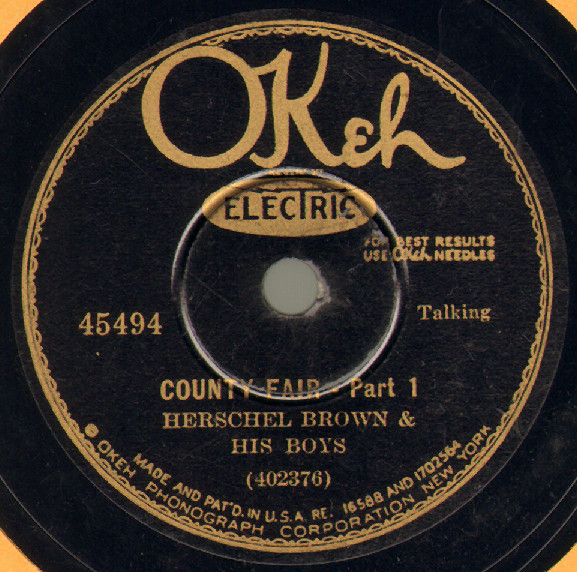 OKeh
ELECTRIC
FOR BEST RESULTS
USE OKeh NEEDLES
45494
Talking
COUNTY FAIR - Part 1
HERSCHEL BROWN &
HIS BOYS
(402376)
MADE AND PAT'D. IN U.S.A. RE. 16588 AND 1702564
OKEH PHONOGRAPH CORPORATION NEW YORK